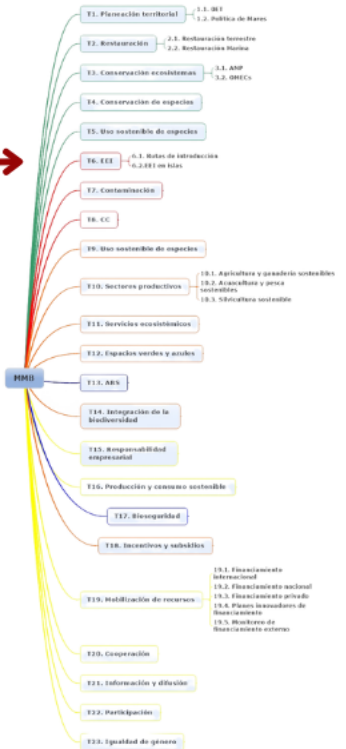 T1. Planeación territorial
1.1. OET
1.2. Política de Mares
T2. Restauración
2.1. Restauración terrestre
2.2. Restauración Marina
T3. Conservación ecosistemas
3.1. ANP
3.2. OMECs
T4. Conservación de especies
T5. Uso sostenible de especies
T6. EEI
6.1. Rutas de introducción
6.2.EEI en islas
T7. Contaminación
T8. CC
T9. Uso sostenible de especies
T10. Sectores productivos
10.1. Agricultura y ganadería sostenibles
10.2. Acuacultura y pesca
sostenibles
10.3. Silvicultura sostenible
T11. Servicios ecosistémicos
T12. Espacios verdes y azules
MMB
T13. ABS
T14. Integración de la
biodiversidad
T15. Responsabilidad
empresarial
T16. Producción y consumo sostenible
T17. Bioseguridad
T18. Incentivos y subsidios
T19. Mobilización de recursos
19.1. Financiamiento
internacional
19.2. Financiamiento nacional
19.3. Financiamiento privado
19.4. Planes innovadores de
financiamiento
19.5. Monitoreo de
financiamiento externo
T20. Cooperación
T21. Información y difusión
T22. Participación
T23. Igualdad de género